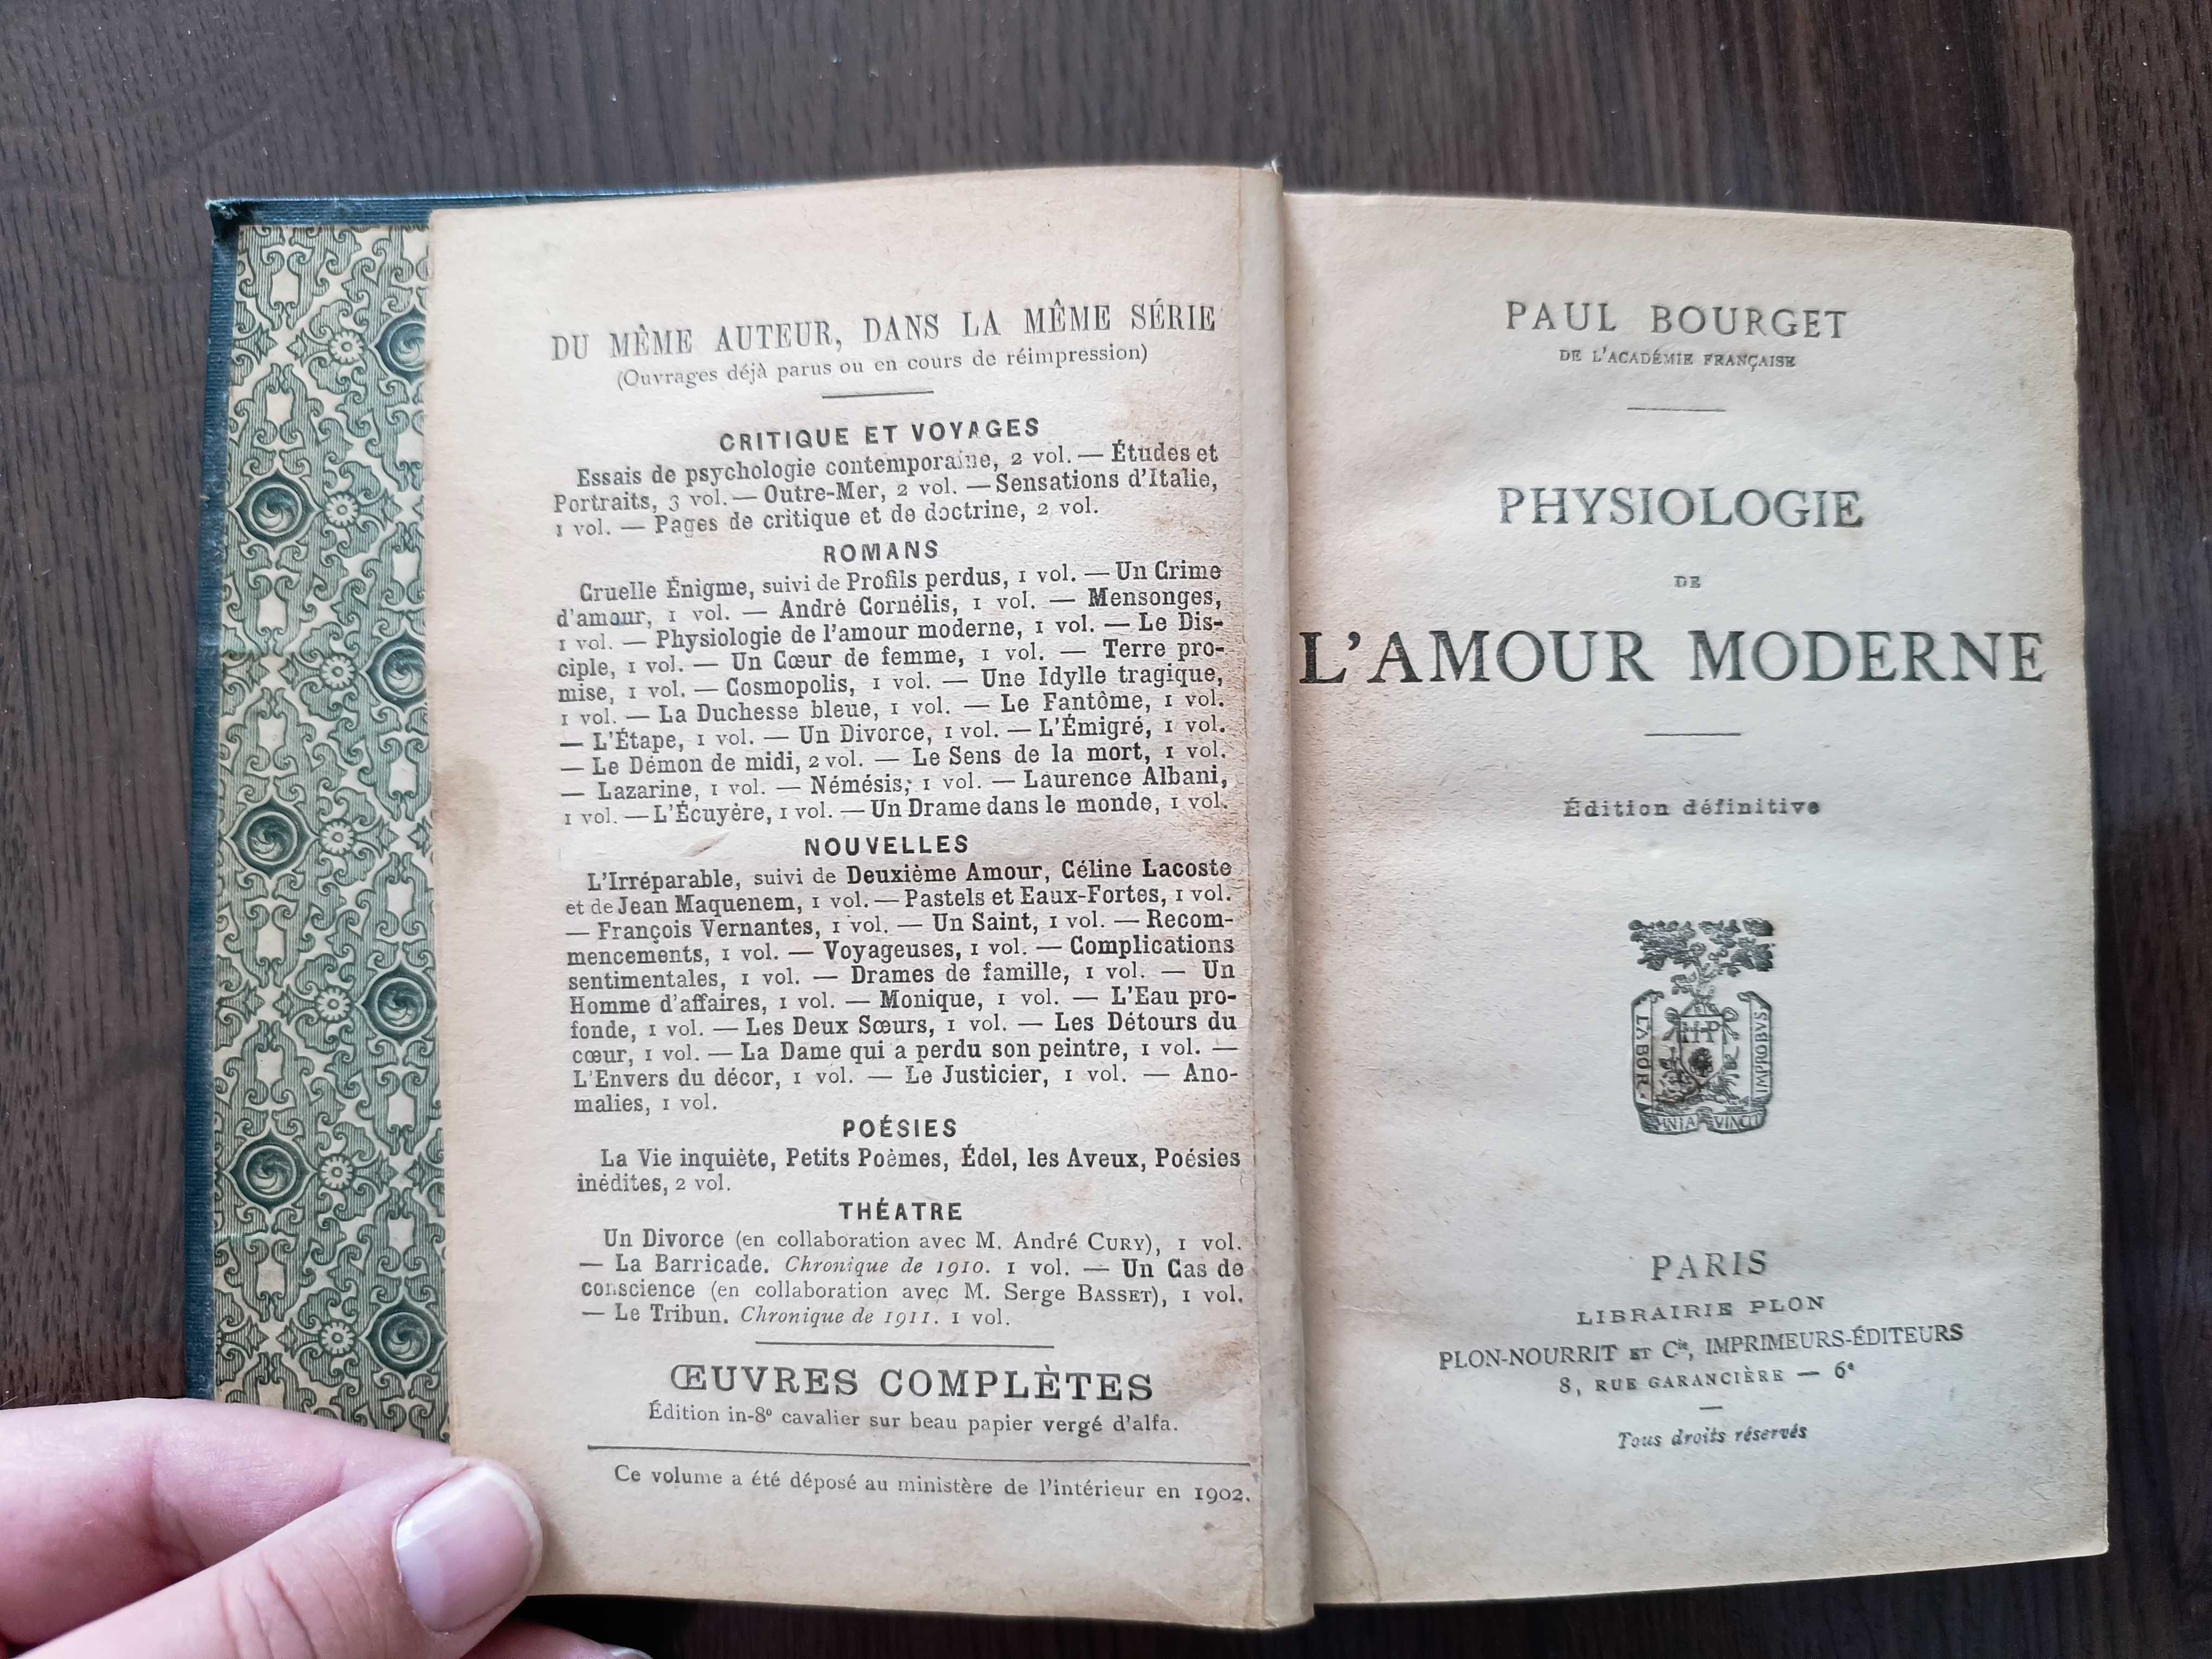 DU MÊME AUTEUR, DANS LA MÊME SÉRIE
(Ouvrages déjà parus ou en cours de réimpression)
CRITIQUE ET VOYAGES
Essais de psychologie contemporaine, 2 vol. — Études et
Portraits, 3 vol. — Outre-Mer, 2 vol. — Sensations d'Italie,
1 vol. — Pages de critique et de doctrine, 2 vol.
ROMANS
Cruelle Énigme, suivi de Profils perdus, 1 vol. — Un Crime
d'amour, 1 vol. — André Cornélis, 1 vol. — Mensonges,
1 vol. — Physiologie de l'amour moderne, 1 vol. — Le Dis-
ciple, 1 vol. — Un Cœur de femme, 1 vol. — Terre pro-
mise, 1 vol. — Cosmopolis, 1 vol. — Une Idylle tragique,
1 vol. — La Duchesse bleue, 1 vol. — Le Fantôme, 1 vol.
— L'Étape, 1 vol. — Un Divorce, 1 vol. — L'Émigré, 1 vol.
— Le Démon de midi, 2 vol. — Le Sens de la mort, 1 vol.
— Lazarine, 1 vol. — Némésis, 1 vol. — Laurence Albani,
1 vol. — L'Écuyère, 1 vol. — Un Drame dans le monde, 1 vol.
NOUVELLES
L'Irréparable, suivi de Deuxième Amour, Céline Lacoste
et de Jean Maquenem, 1 vol. — Pastels et Eaux-Fortes, 1 vol.
— François Vernantes, 1 vol. — Un Saint, 1 vol. — Recom-
mencements, 1 vol. — Voyageuses, 1 vol. — Complications
sentimentales, 1 vol. — Drames de famille, 1 vol. — Un
Homme d'affaires, 1 vol. — Monique, 1 vol. — L'Eau pro-
fonde, 1 vol. — Les Deux Sœurs, 1 vol. — Les Détours du
cœur, 1 vol. — La Dame qui a perdu son peintre, 1 vol. —
L'Envers du décor, 1 vol. — Le Justicier, 1 vol. — Ano-
malies, 1 vol.
POÉSIES
La Vie inquiète, Petits Poèmes, Édel, les Aveux, Poésies
inédites, 2 vol.
THÉATRE
Un Divorce (en collaboration avec M. André CURY), 1 vol.
— La Barricade. Chronique de 1910. 1 vol. — Un Cas de
conscience (en collaboration avec M. Serge BASSET), 1 vol.
— Le Tribun. Chronique de 1911. 1 vol.
ŒUVRES COMPLÈTES
Édition in-8º cavalier sur beau papier vergé d'alfa.
Ce volume a été déposé au ministère de l'intérieur en 1902.
PAUL BOURGET
DE L'ACADÉMIE FRANÇAISE
PHYSIOLOGIE
DE
L'AMOUR MODERNE
Édition définitive
LABOR
HP
IMPROBVS
VINCIT
PARIS
LIBRAIRIE PLON
PLON-NOURRIT ET Cie, IMPRIMEURS-ÉDITEURS
8, RUE GARANCIÈRE — 6e
Tous droits réservés